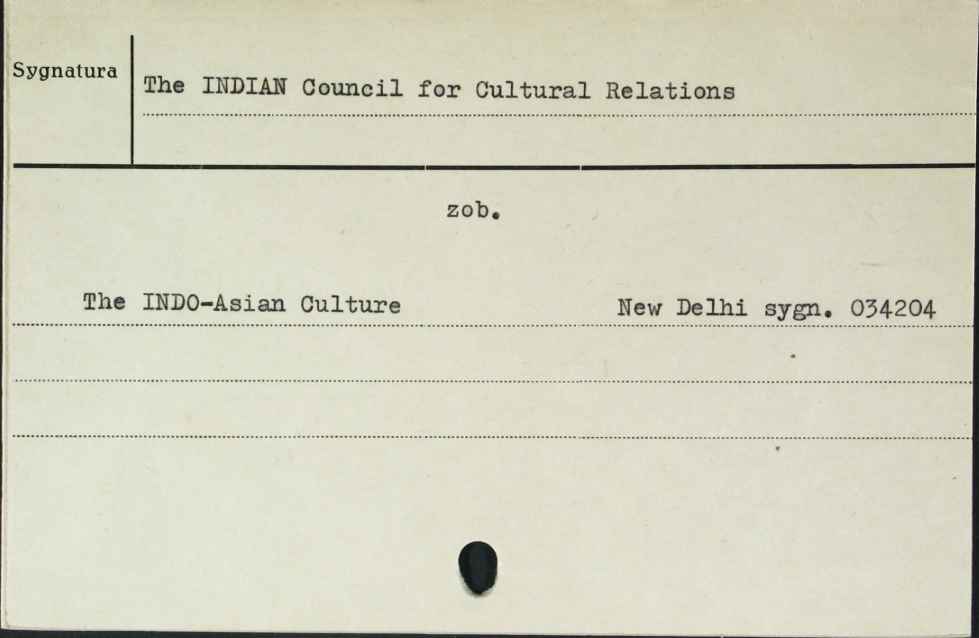 Sygnatura
The INDIAN Council for Cultural Relations
zob.
The INDO-Asian Culture New Delhi sygn. 034204